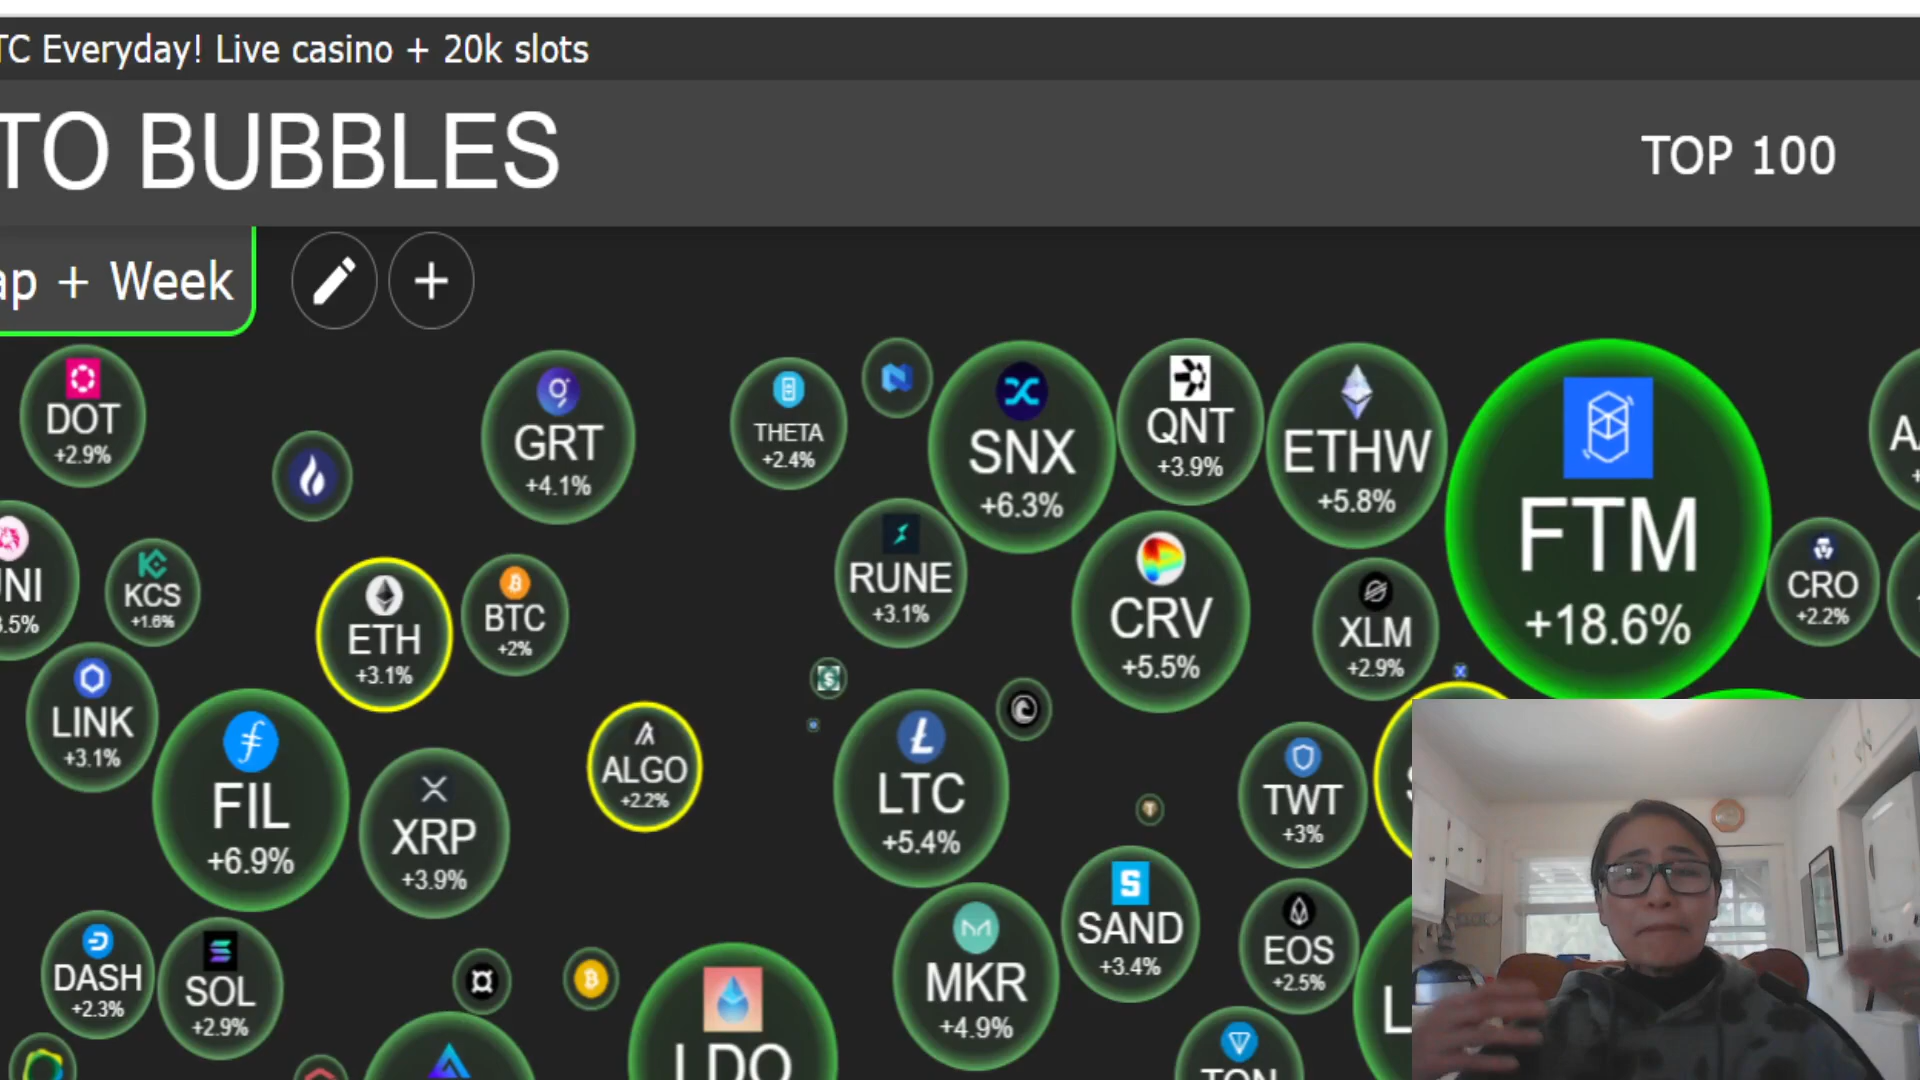 TC Everyday! Live casino + 20k slots
TO BUBBLES
TOP 100
ap + Week
DOT
+2.9%
GRT
+4.1%
THETA
+2.4%
SNX
+6.3%
QNT
+3.9%
ETHW
+5.8%
FTM
+18.6%
NI
.5%
KCS
+1.6%
ETH
+3.1%
BTC
+2%
RUNE
+3.1%
CRV
+5.5%
XLM
+2.9%
CRO
+2.2%
LINK
+3.1%
FIL
+6.9%
XRP
+3.9%
ALGO
+2.2%
LTC
+5.4%
TWT
+3%
DASH
+2.3%
SOL
+2.9%
LDO
MKR
+4.9%
SAND
+3.4%
EOS
+2.5%
L
TON